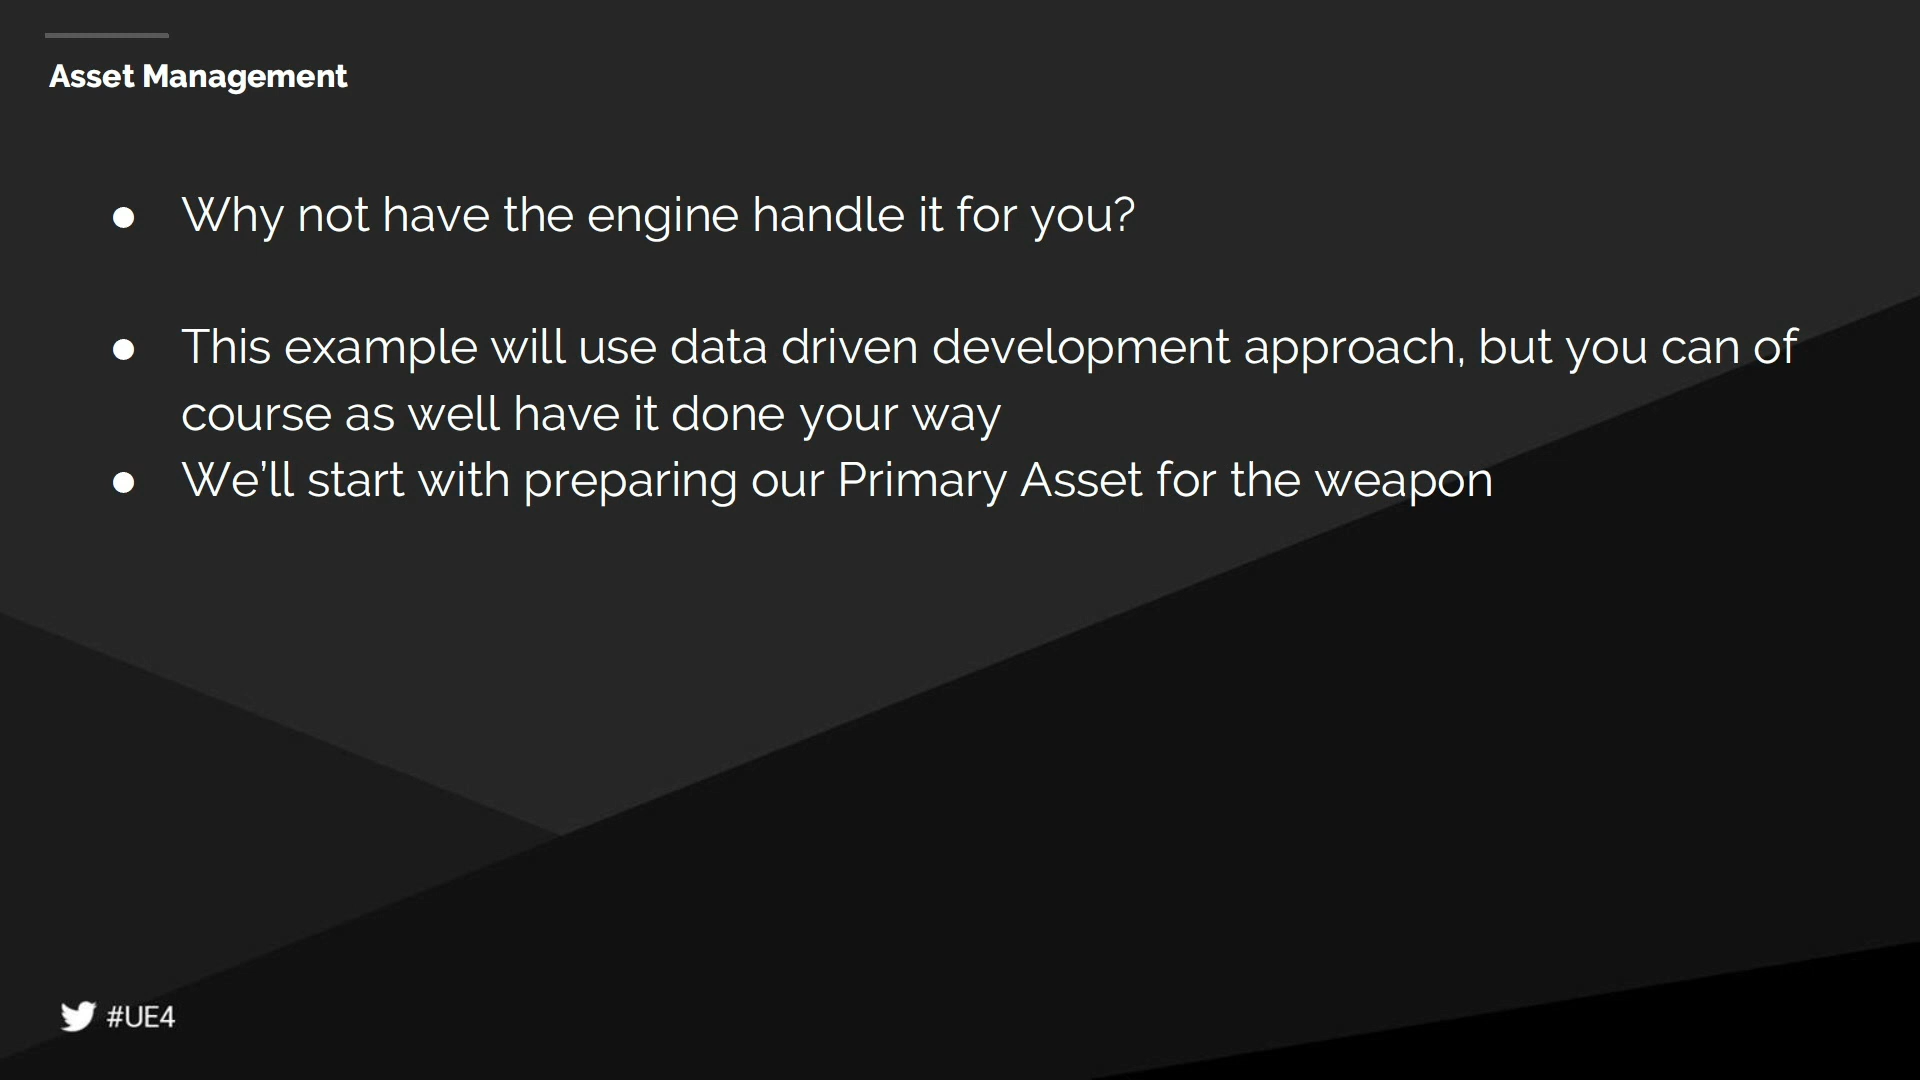 Asset Management
● Why not have the engine handle it for you?
● This example will use data driven development approach, but you can of
course as well have it done your way
● We’ll start with preparing our Primary Asset for the weapon
#UE4